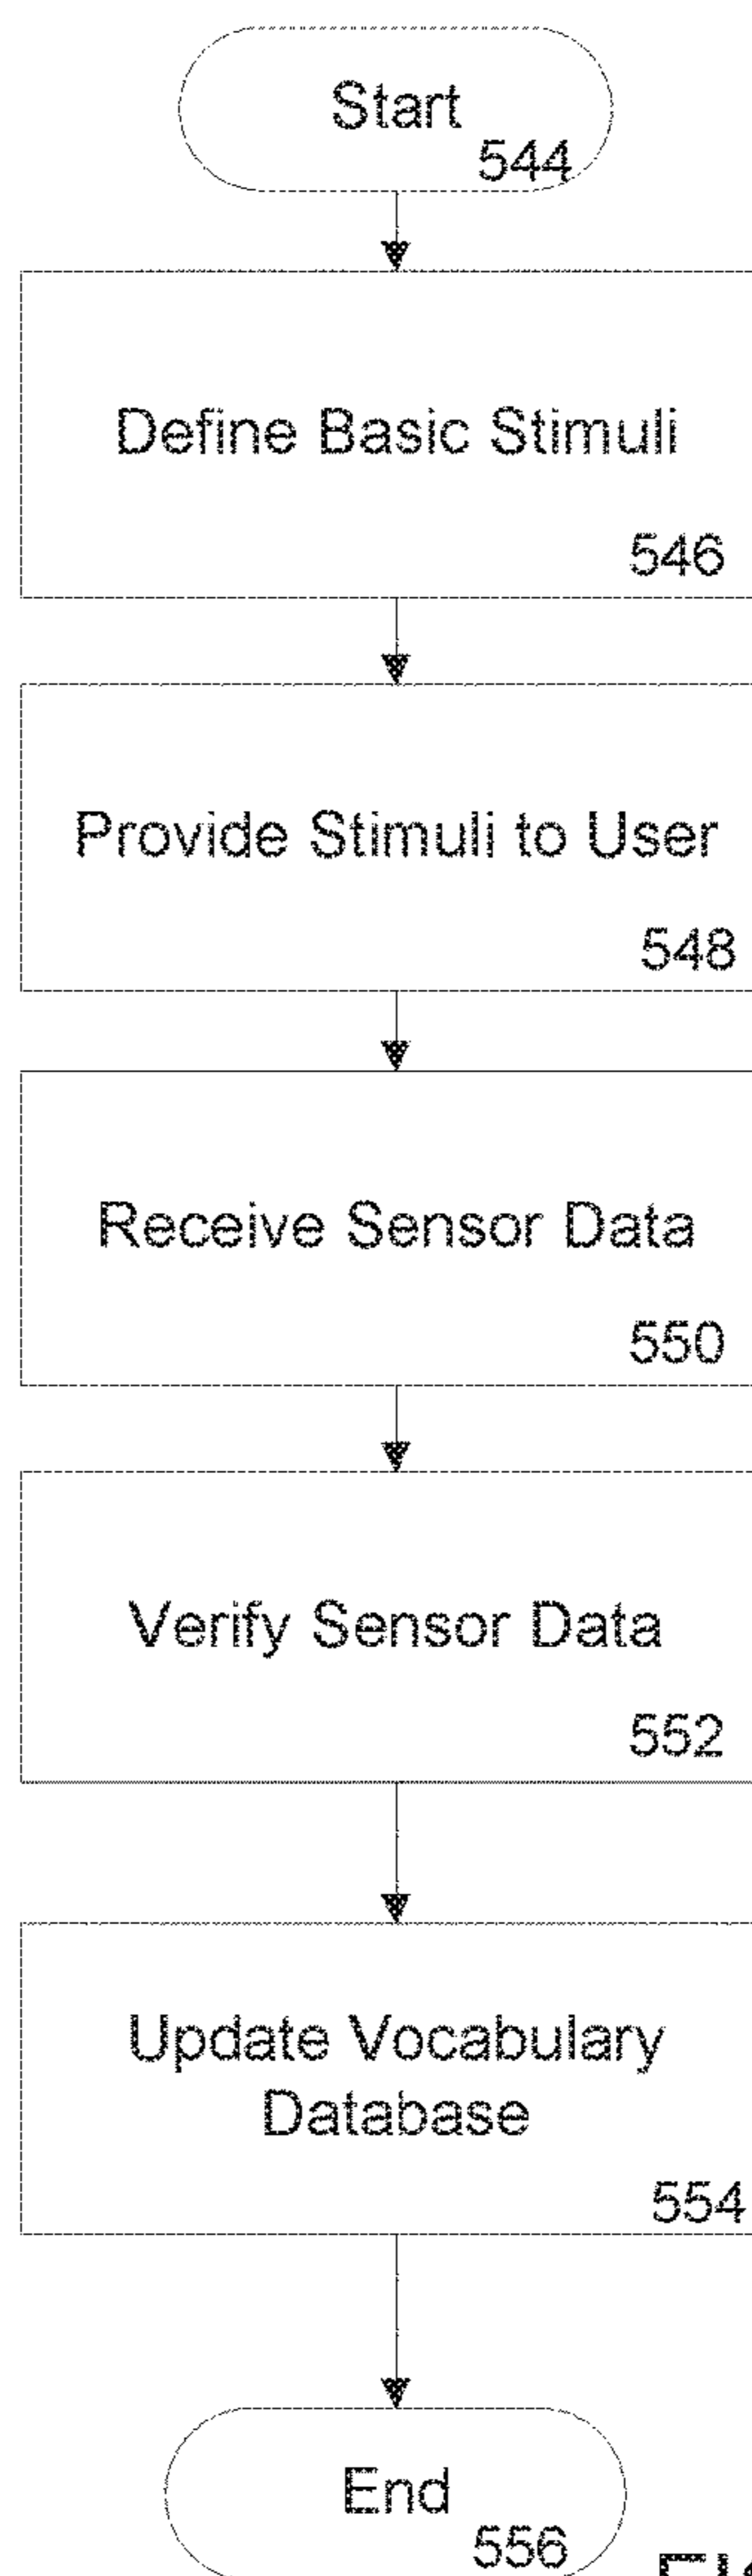 Start
544
Define Basic Stimuli
546
Provide Stimuli to User
548
Receive Sensor Data
550
Verify Sensor Data
552
Update Vocabulary
Database
554
End
556